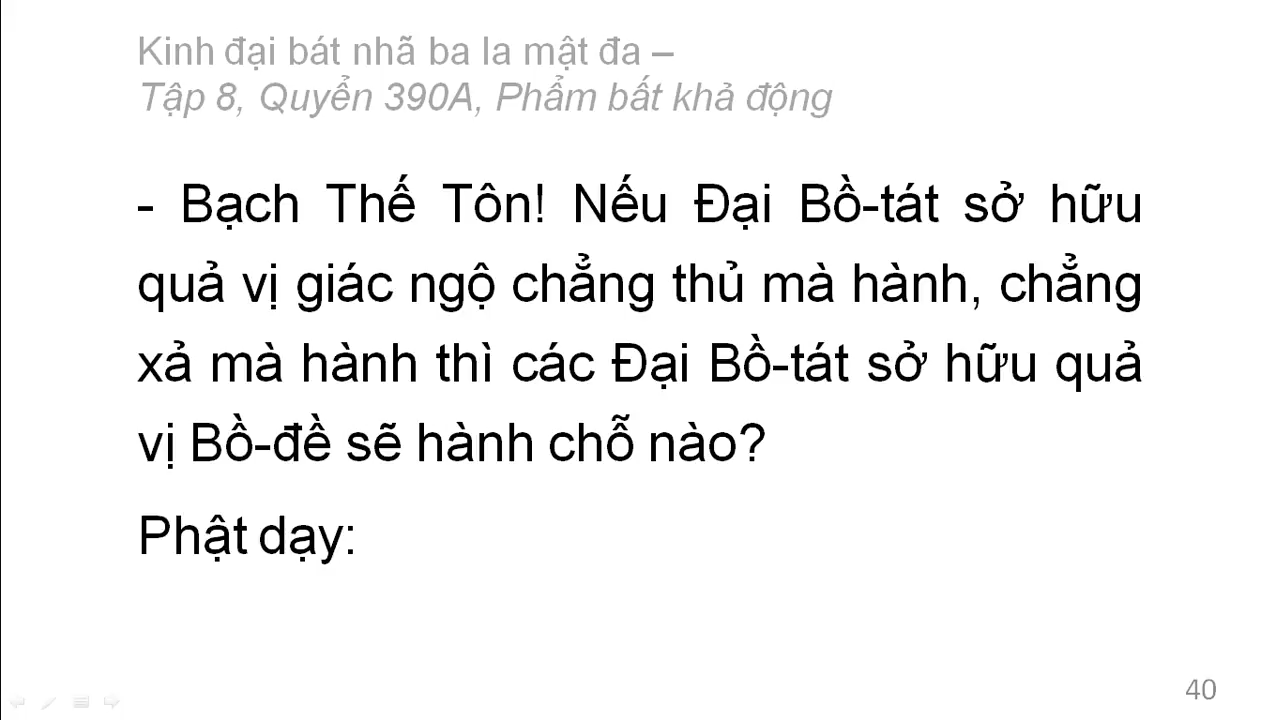 Kinh đại bát nhã ba la mật đa –
Tập 8, Quyển 390A, Phẩm bất khả động
- Bạch Thế Tôn! Nếu Đại Bồ-tát sở hữu
quả vị giác ngộ chẳng thủ mà hành, chẳng
xả mà hành thì các Đại Bồ-tát sở hữu quả
vị Bồ-đề sẽ hành chỗ nào?
Phật dạy:
40